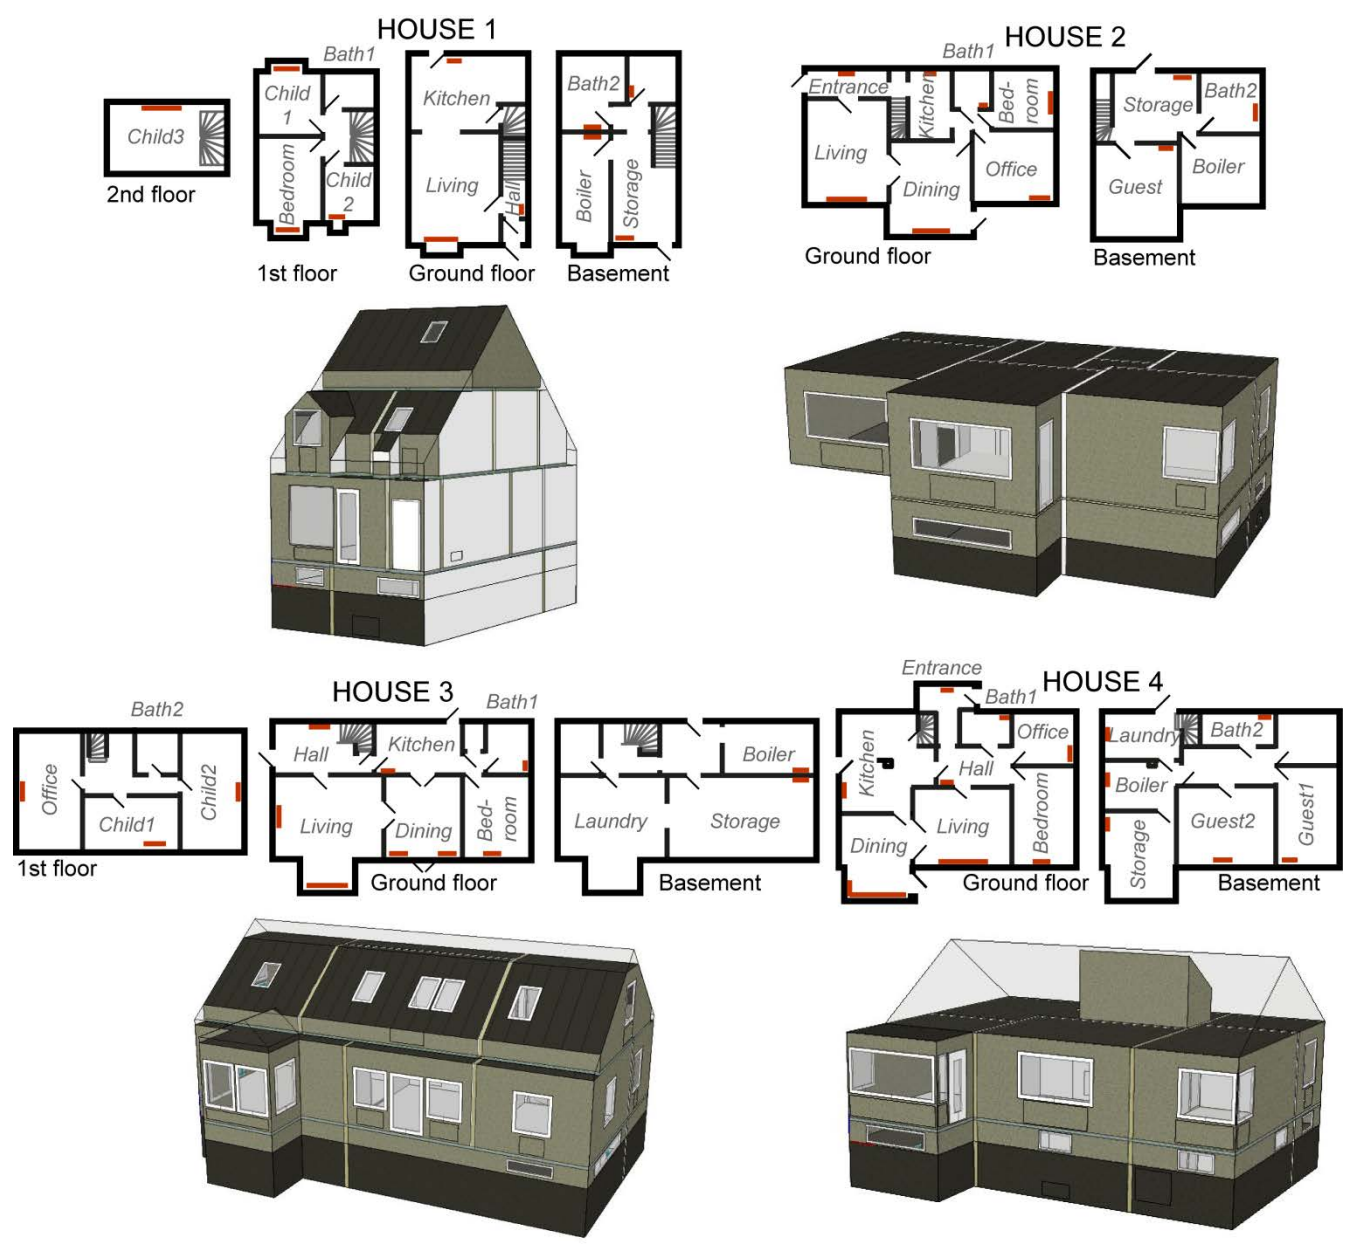 HOUSE 1
Bath1
Child
1
Child3
Bedroom
Child
2
2nd floor
1st floor
Kitchen
Living
Hall
Ground floor
Bath2
Boiler
Storage
Basement
HOUSE 2
Bath1
Entrance
Kitchen
Bed-
room
Living
Dining
Office
Ground floor
Storage
Bath2
Guest
Boiler
Basement
HOUSE 3
Bath2
Office
Child1
Child2
1st floor
Bath1
Hall
Kitchen
Living
Dining
Bed-
room
Ground floor
Boiler
Laundry
Storage
Basement
HOUSE 4
Entrance
Bath1
Kitchen
Office
Hall
Dining
Living
Bedroom
Ground floor
Laundry
Bath2
Boiler
Storage
Guest2
Guest1
Basement